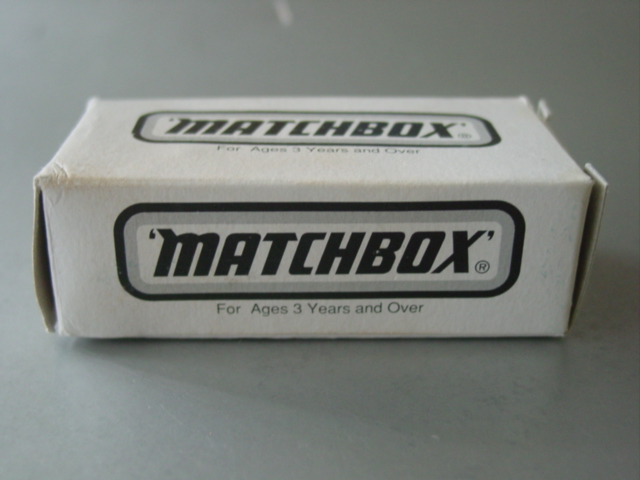 'MATCHBOX'®
For Ages 3 Years and Over
'MATCHBOX'®
For Ages 3 Years and Over